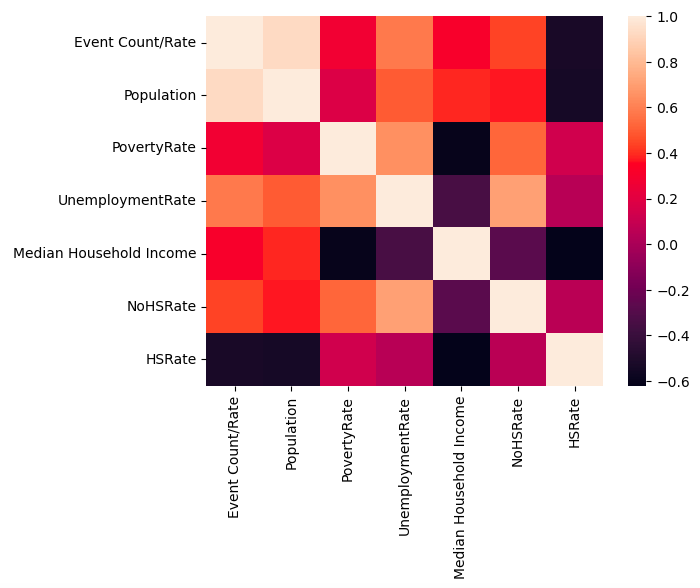 Event Count/Rate
Population
PovertyRate
UnemploymentRate
Median Household Income
NoHSRate
HSRate
Event Count/Rate
Population
PovertyRate
UnemploymentRate
Median Household Income
NoHSRate
HSRate
1.0
0.8
0.6
0.4
0.2
0.0
−0.2
−0.4
−0.6